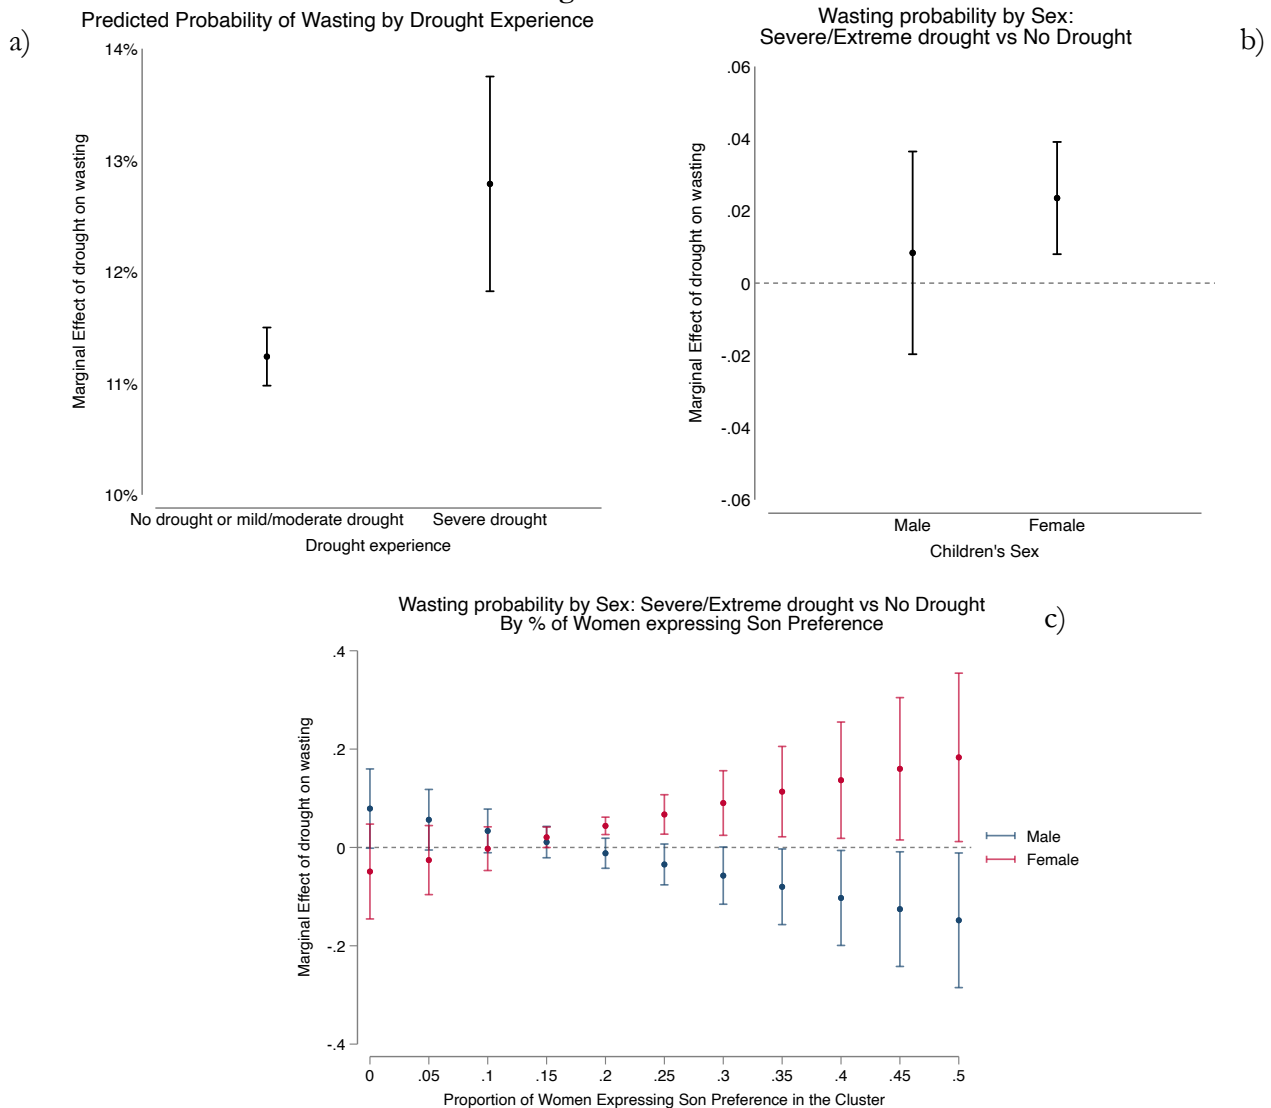 Predicted Probability of Wasting by Drought Experience
a)
Marginal Effect of drought on wasting
14%
13%
12%
11%
10%
No drought or mild/moderate drought
Severe drought
Drought experience
Wasting probability by Sex:
Severe/Extreme drought vs No Drought
b)
Marginal Effect of drought on wasting
.06
.04
.02
0
-.02
-.04
-.06
Male
Female
Children's Sex
Wasting probability by Sex: Severe/Extreme drought vs No Drought
By % of Women expressing Son Preference
c)
Marginal Effect of drought on wasting
.4
.2
0
-.2
-.4
0 .05 .1 .15 .2 .25 .3 .35 .4 .45 .5
Proportion of Women Expressing Son Preference in the Cluster
Male
Female